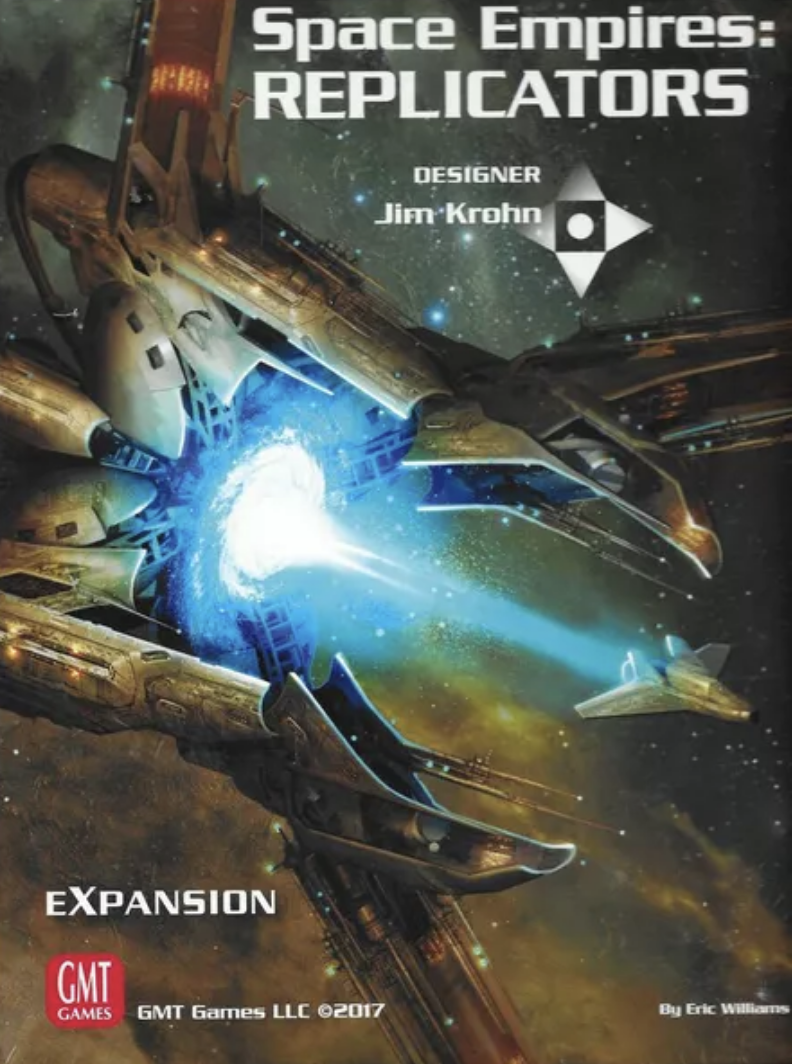 Space Empires:
REPLICATORS
DESIGNER
Jim Krohn
eXpansion
GMT
GAMES
GMT Games LLC ©2017
By Eric Williams